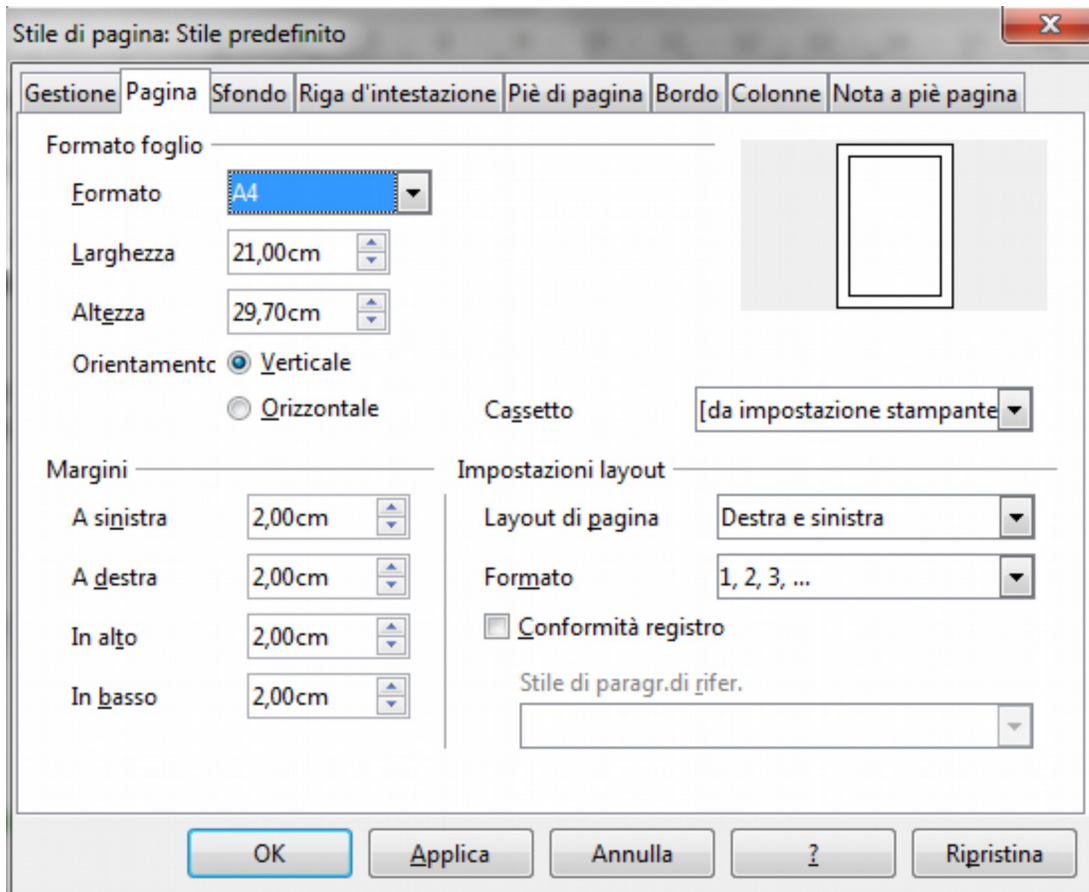 Stile di pagina: Stile predefinito
Gestione Pagina Sfondo Riga d'intestazione Piè di pagina Bordo Colonne Nota a piè pagina
Formato foglio
Formato A4
Larghezza 21,00cm
Altezza 29,70cm
Orientamento Verticale
Orizzontale Cassetto [da impostazione stampante
Margini Impostazioni layout
A sinistra 2,00cm Layout di pagina Destra e sinistra
A destra 2,00cm Formato 1, 2, 3, ...
Conformità registro
In alto 2,00cm
Stile di paragr.di rifer.
In basso 2,00cm
OK Applica Annulla ? Ripristina